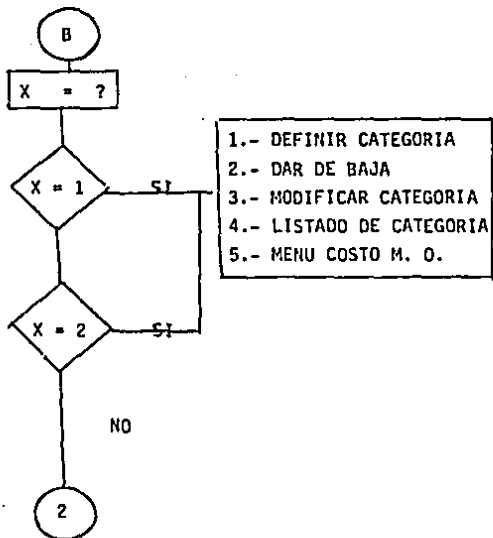 B
X = ?
X = 1
SI
1.- DEFINIR CATEGORIA
2.- DAR DE BAJA
3.- MODIFICAR CATEGORIA
4.- LISTADO DE CATEGORIA
5.- MENU COSTO M. O.
X = 2
SI
NO
2